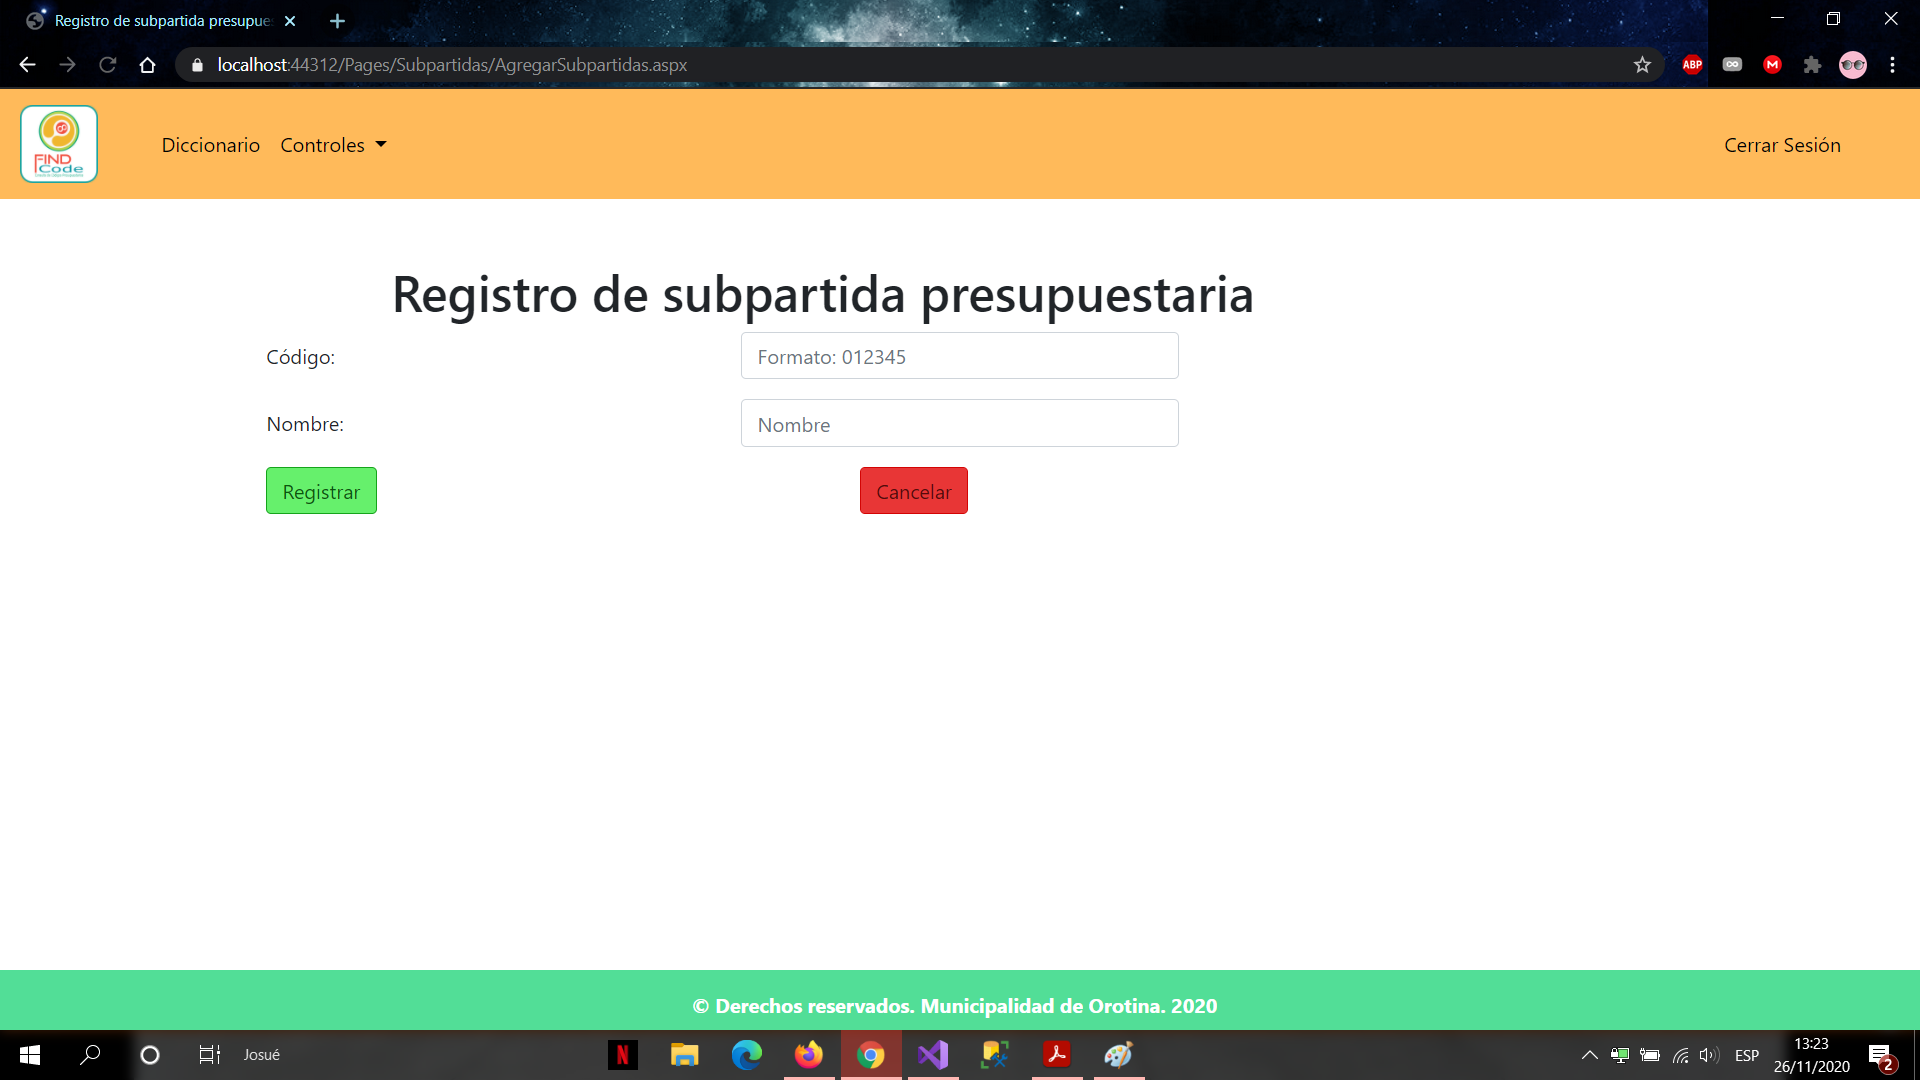 Registro de subpartida presupue
localhost:44312/Pages/Subpartidas/AgregarSubpartidas.aspx
ABP
FIND
Code
Diccionario
Controles
Cerrar Sesión
Registro de subpartida presupuestaria
Código:
Formato: 012345
Nombre:
Nombre
Registrar
Cancelar
© Derechos reservados. Municipalidad de Orotina. 2020
Josué
ESP
13:23
26/11/2020
2